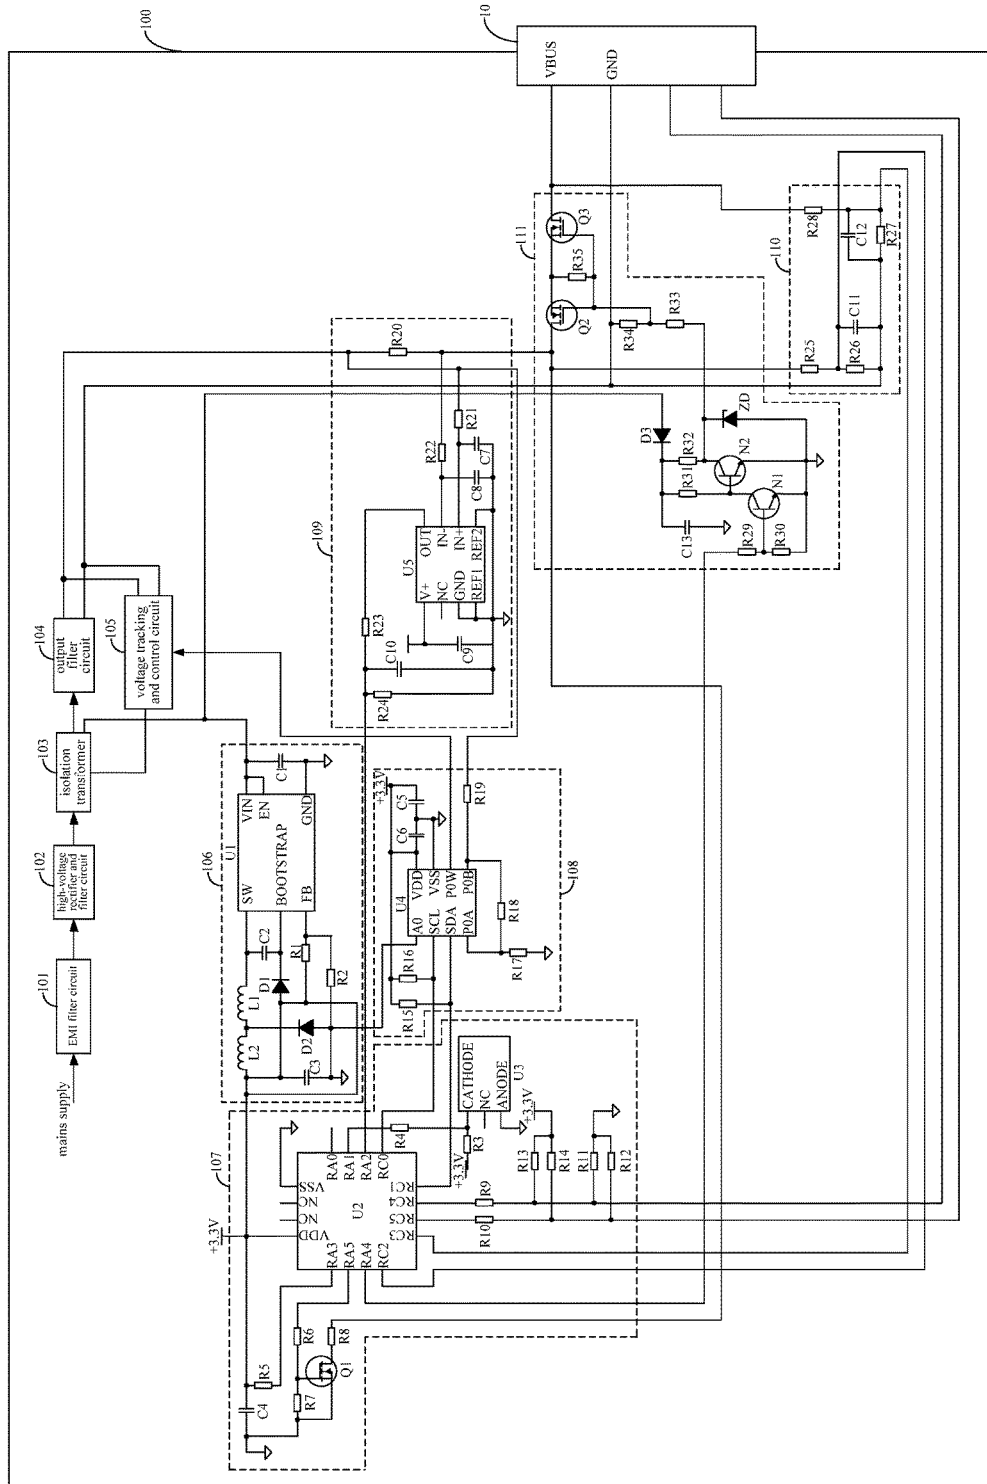 100
10
VBUS
GND
mains supply
101
EMI filter circuit
102
high-voltage
rectifier and
filter circuit
103
isolation
transformer
104
output
filter
circuit
105
voltage tracking
and control circuit
106
U1
SW
VIN
EN
BOOTSTRAP
FB
GND
C1
C2
L1
L2
D1
D2
R1
R2
C3
107
+3.3V
VDD
NC
NC
VSS
RA3
RA5
RA4
RC2
U2
RA0
RA1
RA2
RC0
RC3
RC5
RC4
RC1
C4
R5
R6
R7
R8
Q1
R4
R3
+3.3V
CATHODE
NC
ANODE
U3
+3.3V
R9
R10
R13
R14
R11
R12
108
+3.3V
C5
C6
U4
A0
VDD
SCL
VSS
SDA
P0W
P0A
P0B
R15
R16
R17
R18
R19
109
R20
R21
R22
R23
R24
C7
C8
C9
C10
U5
V+
OUT
NC
IN-
GND
IN+
REF1
REF2
111
Q3
Q2
R35
R34
R33
D3
ZD
R32
R31
N2
N1
C13
R29
R30
110
R28
C12
R27
C11
R25
R26